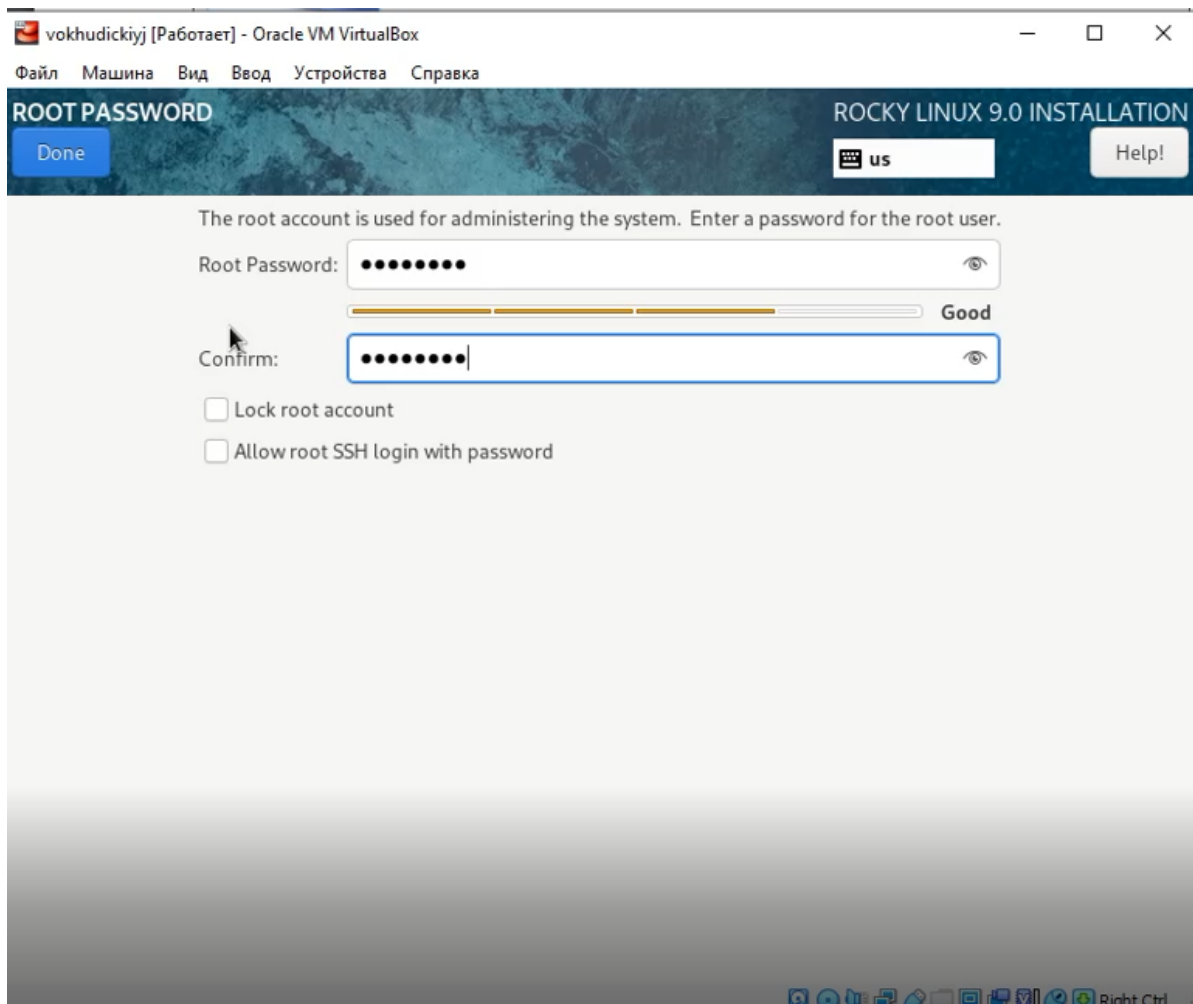 vokhudickiyj [Работает] - Oracle VM VirtualBox
Файл Машина Вид Ввод Устройства Справка
ROOT PASSWORD
ROCKY LINUX 9.0 INSTALLATION
Done
us
Help!
The root account is used for administering the system. Enter a password for the root user.
Root Password: ●●●●●●●●
Good
Confirm: ●●●●●●●●
Lock root account
Allow root SSH login with password
Right Ctrl